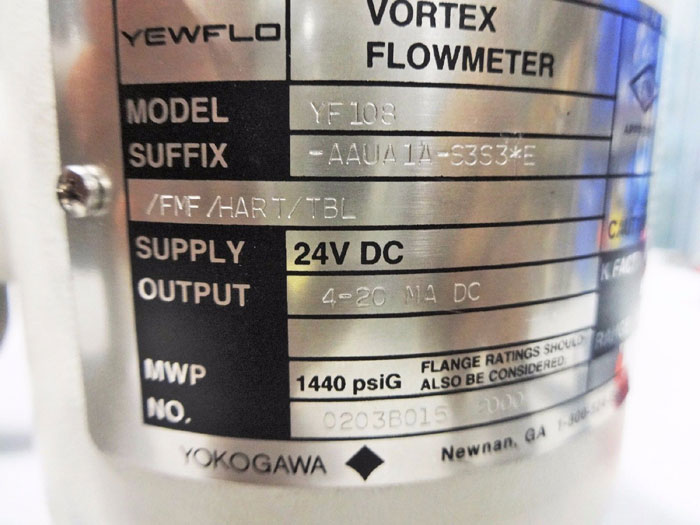 YEWFLO
VORTEX
FLOWMETER
MODEL YF108
SUFFIX -AAUA1A-S3S3*E
/FMF/HART/TBL
SUPPLY 24V DC
OUTPUT 4-20 MA DC
MWP 1440 psiG FLANGE RATINGS SHOULD
ALSO BE CONSIDERED.
NO. 0203B015 2000
K.FACT
YOKOGAWA Newnan, GA